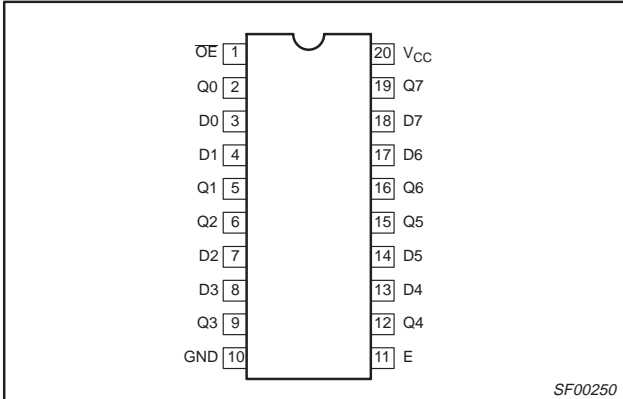 OE 1 20 VCC
Q0 2 19 Q7
D0 3 18 D7
D1 4 17 D6
Q1 5 16 Q6
Q2 6 15 Q5
D2 7 14 D5
D3 8 13 D4
Q3 9 12 Q4
GND 10 11 E
SF00250